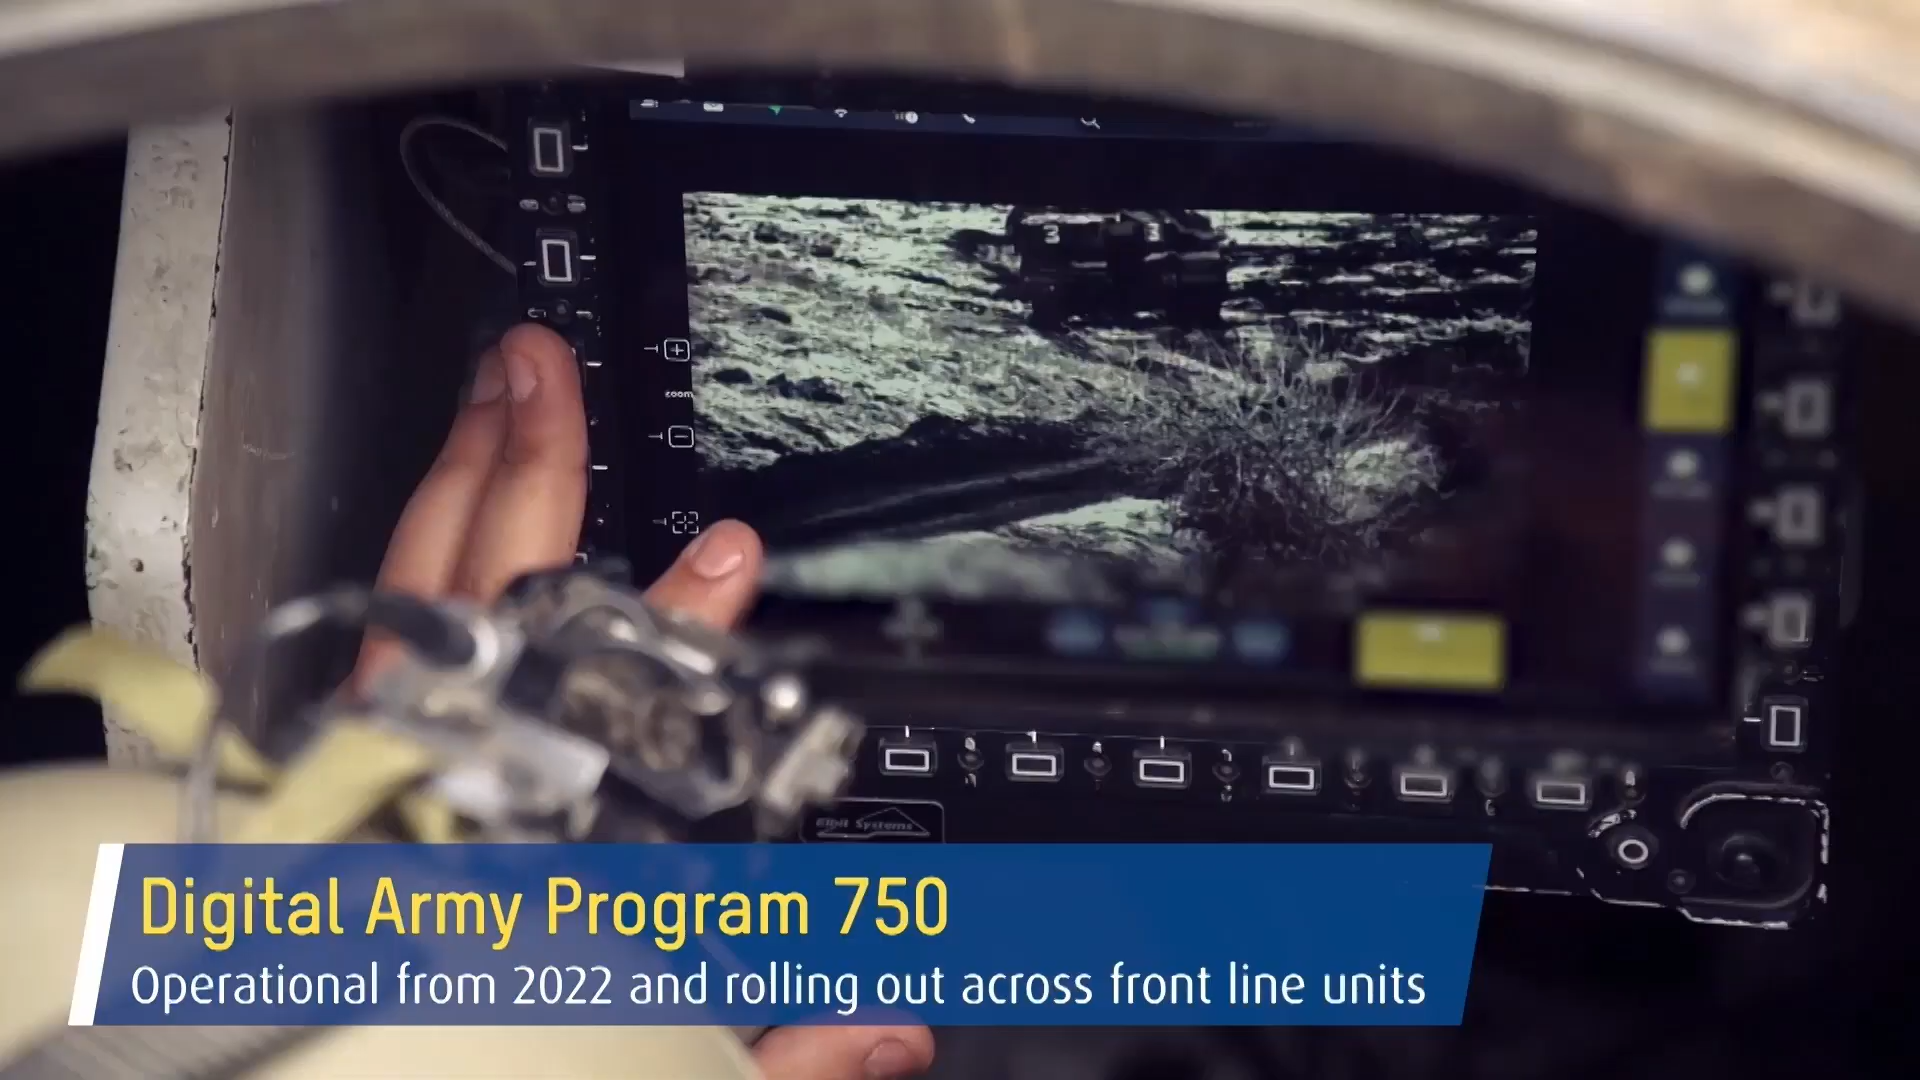 3 3
zoom
Elbit Systems
Digital Army Program 750
Operational from 2022 and rolling out across front line units